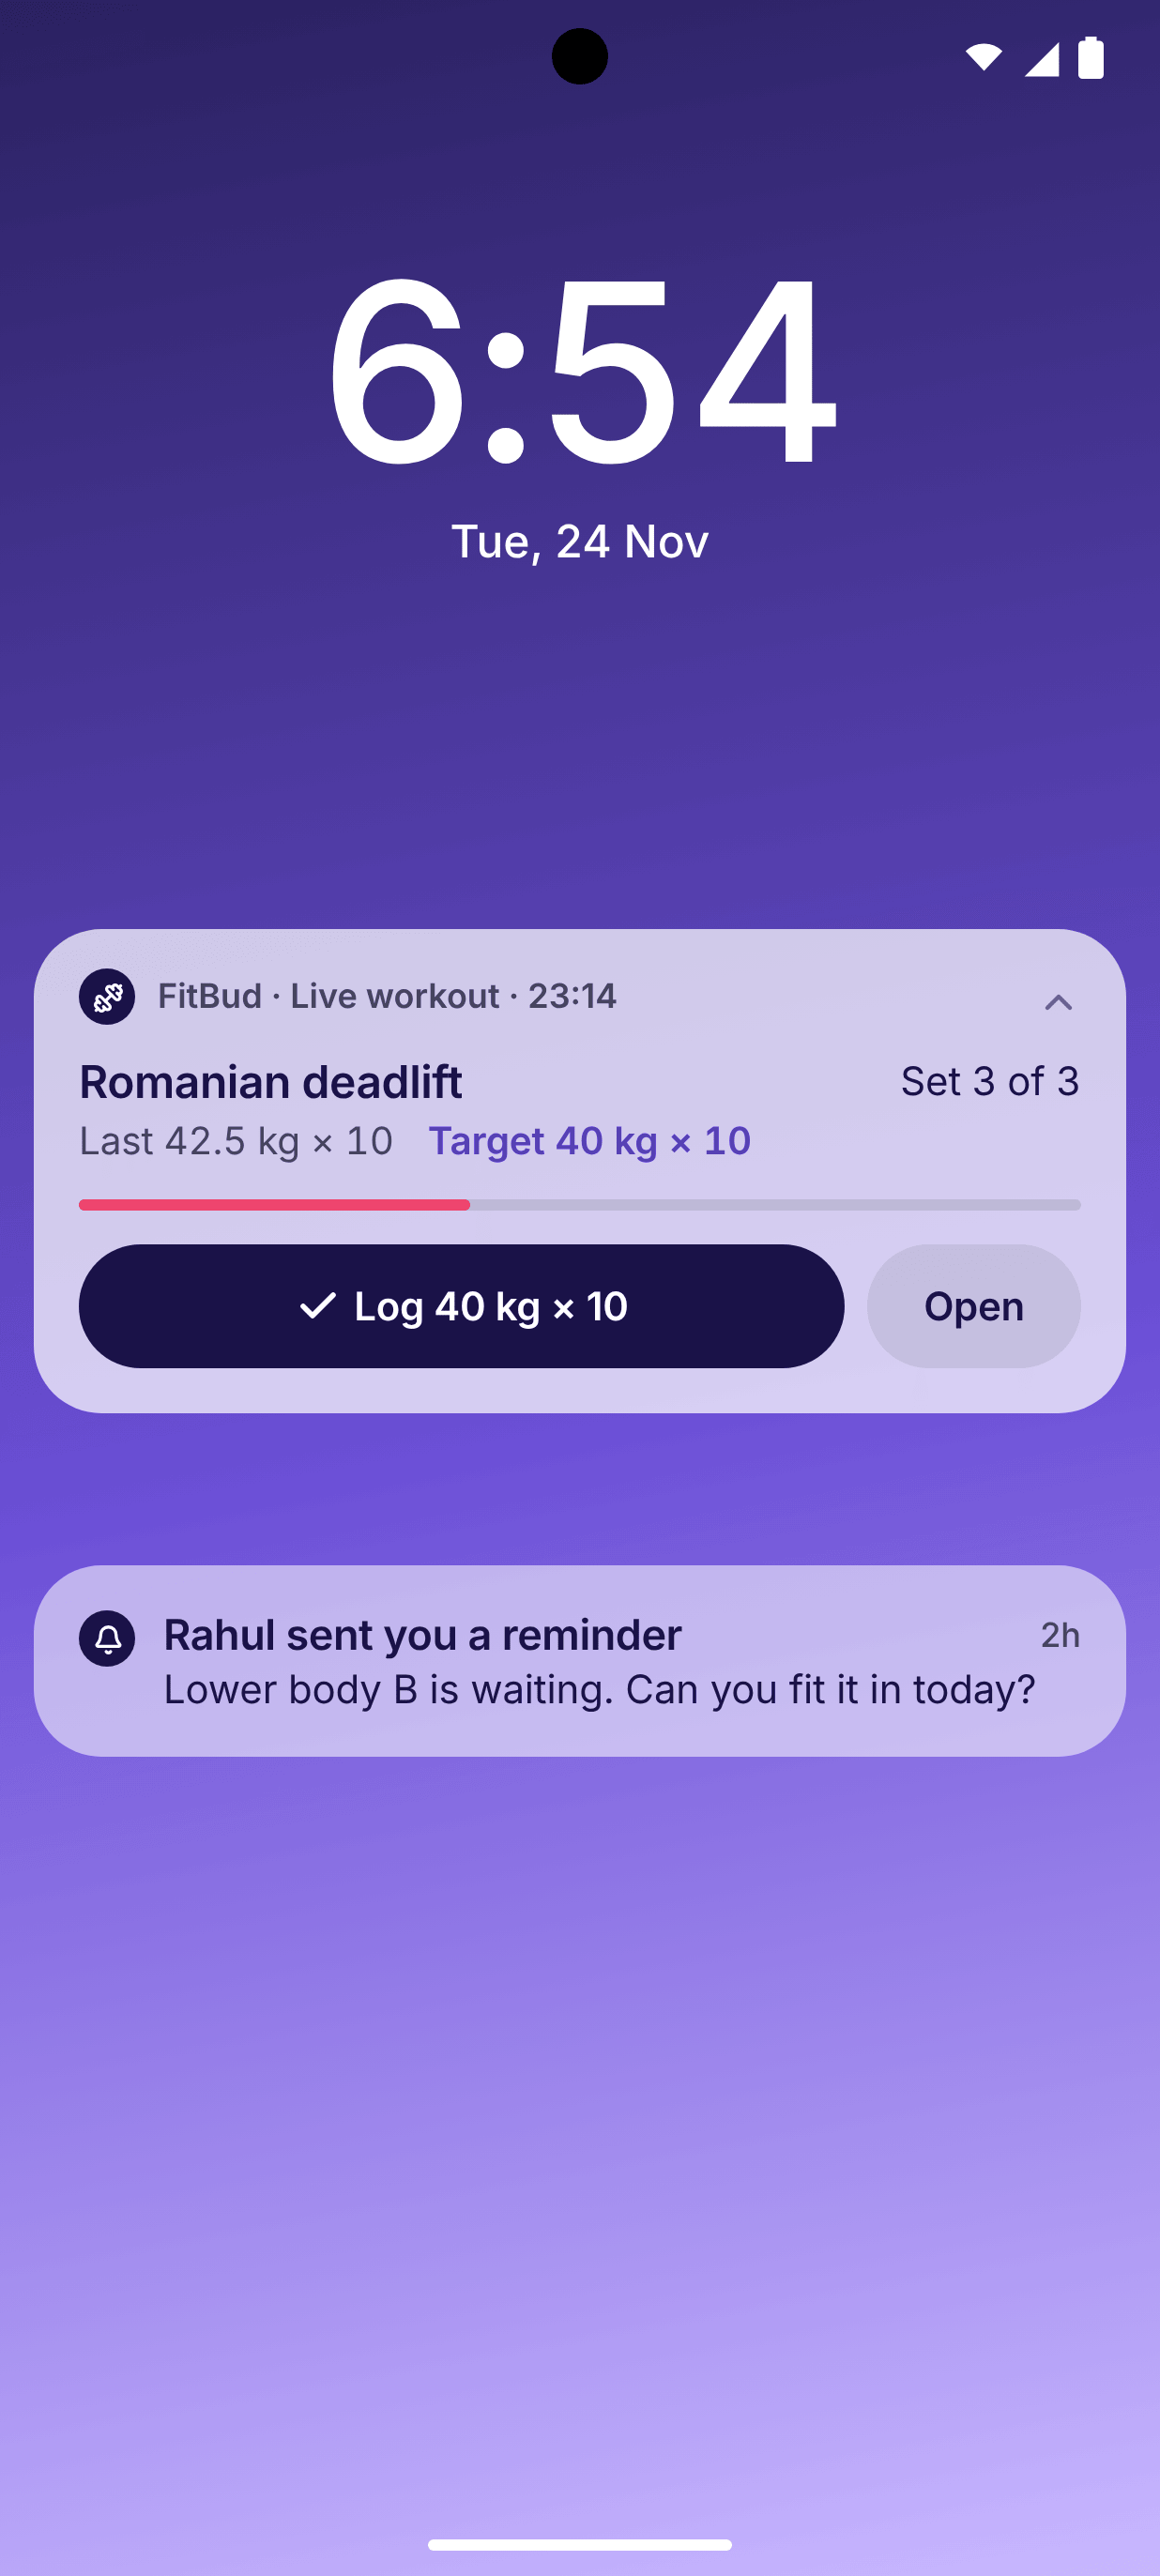 6:54
Tue, 24 Nov
FitBud · Live workout · 23:14
Romanian deadlift
Set 3 of 3
Last 42.5 kg × 10 Target 40 kg × 10
Log 40 kg × 10
Open
Rahul sent you a reminder
2h
Lower body B is waiting. Can you fit it in today?